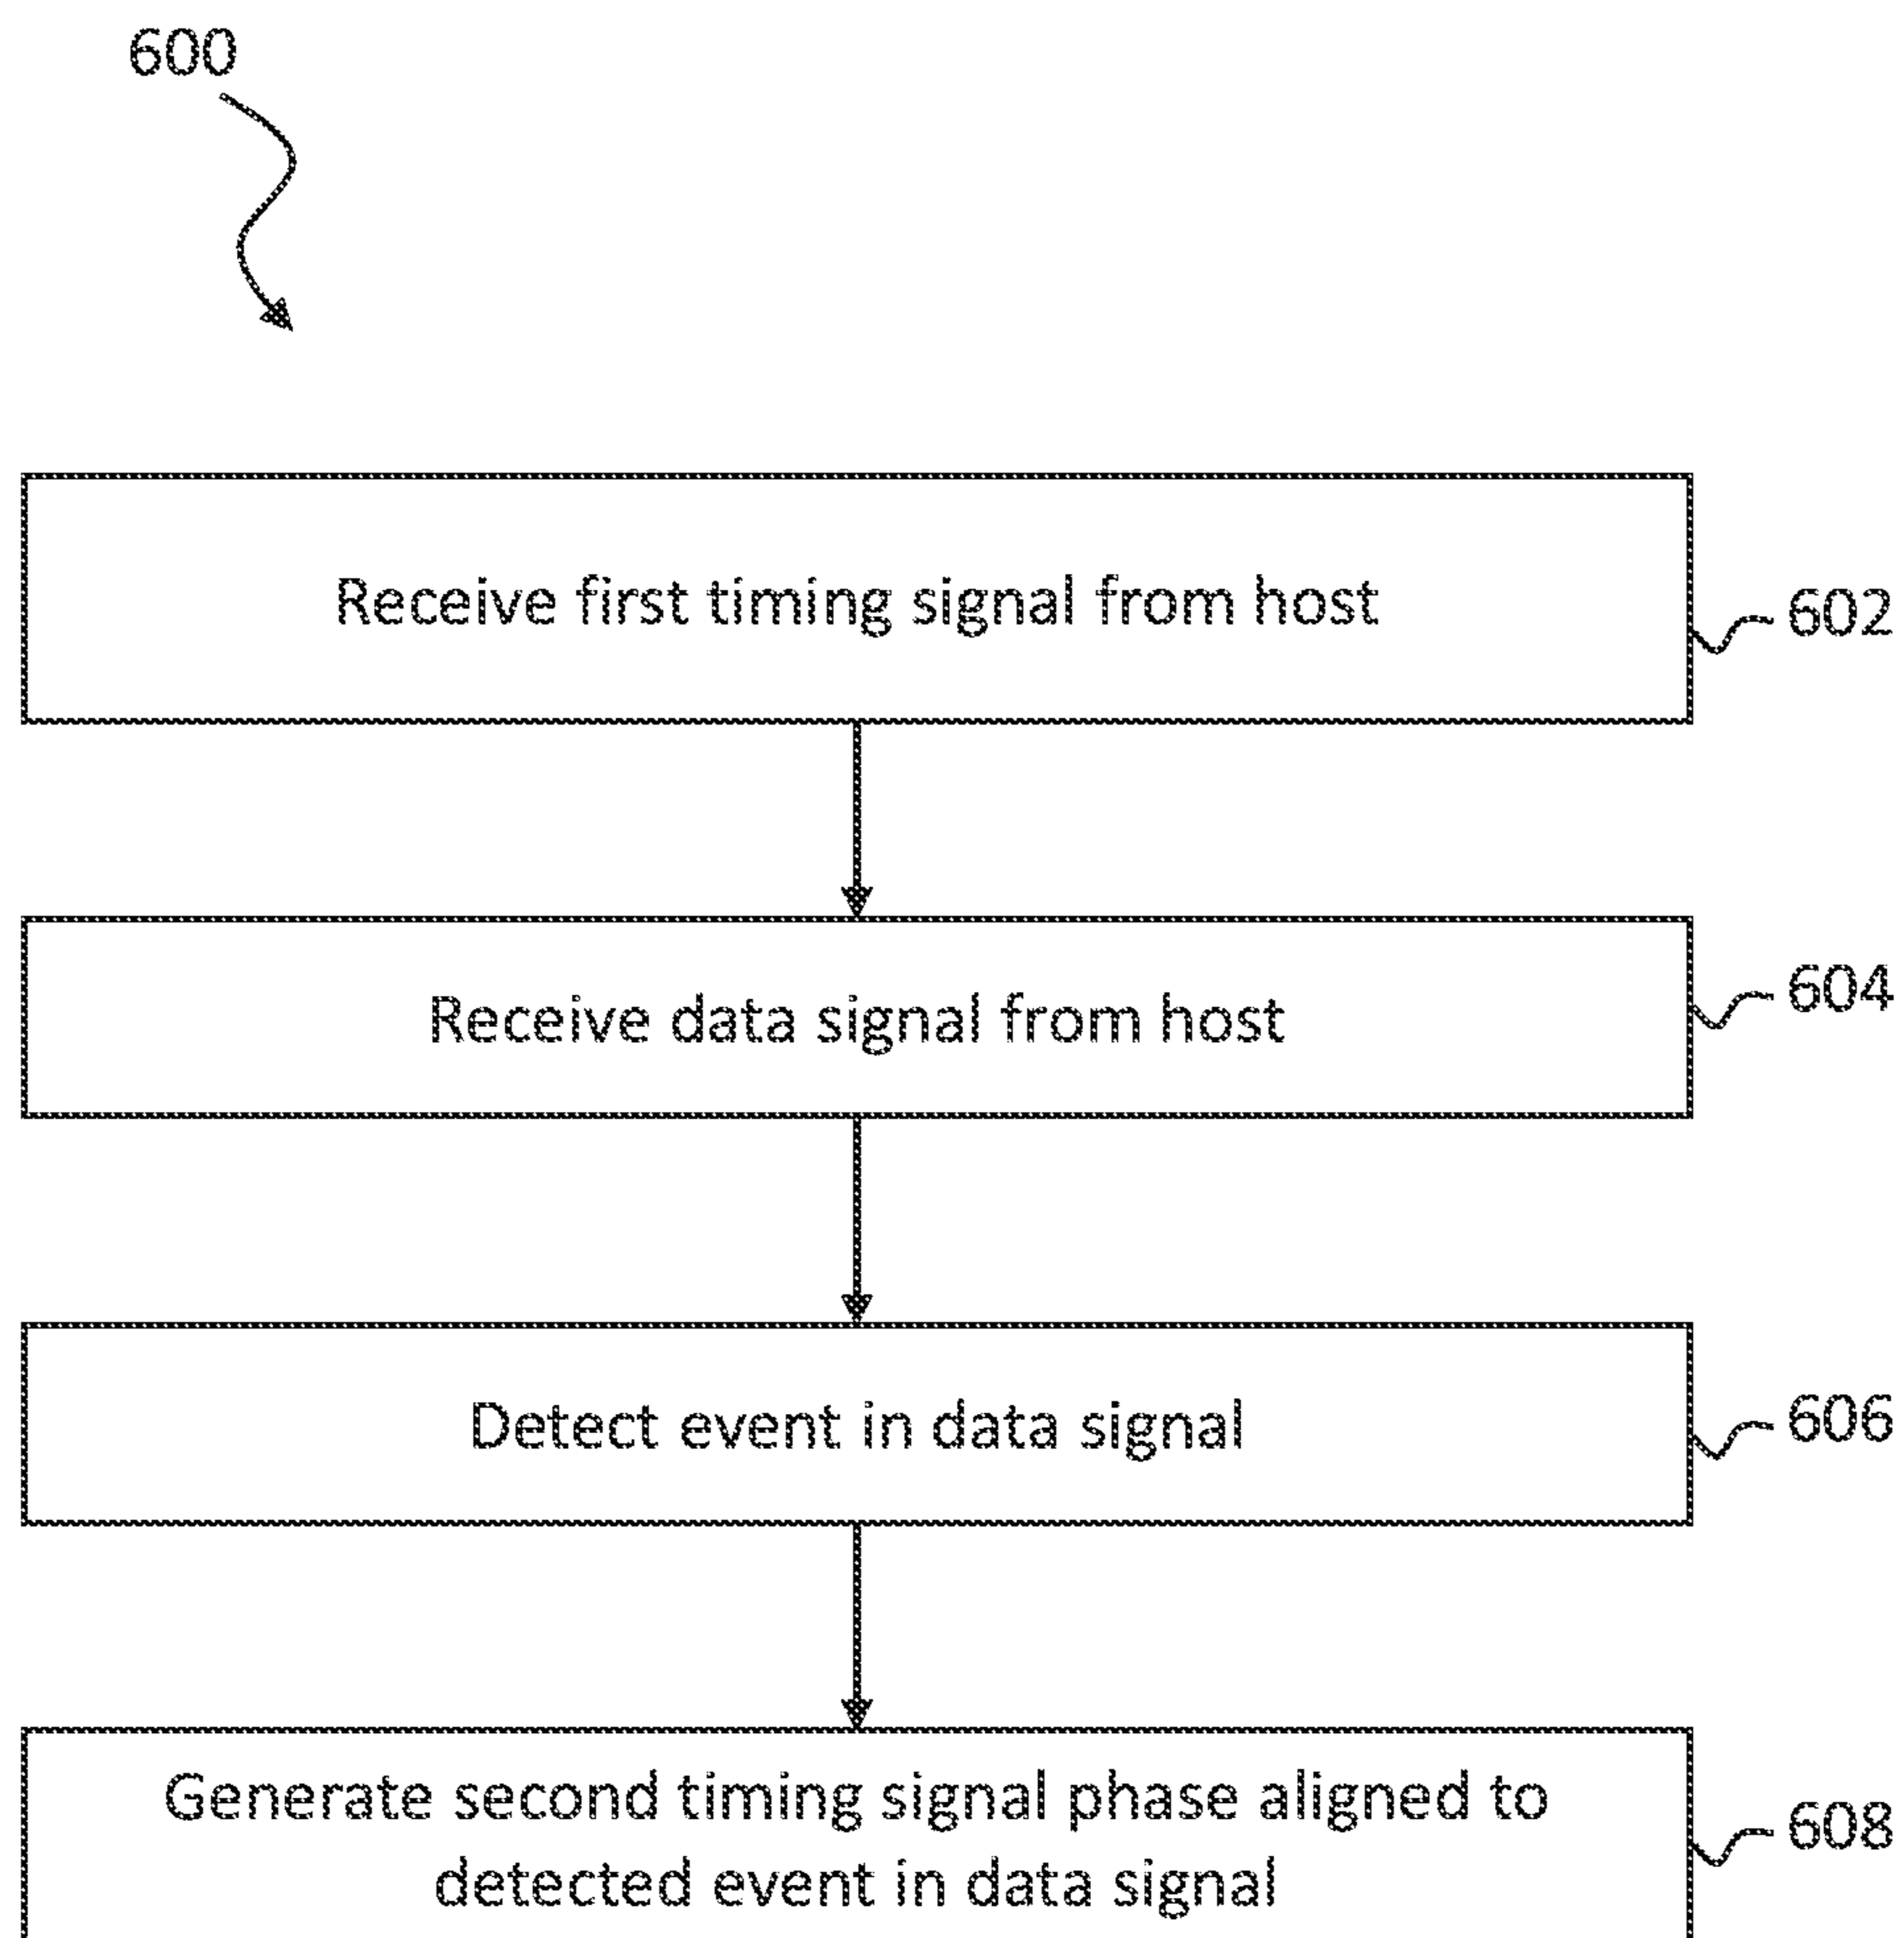 600
Receive first timing signal from host
602
Receive data signal from host
604
Detect event in data signal
606
Generate second timing signal phase aligned to
detected event in data signal
608